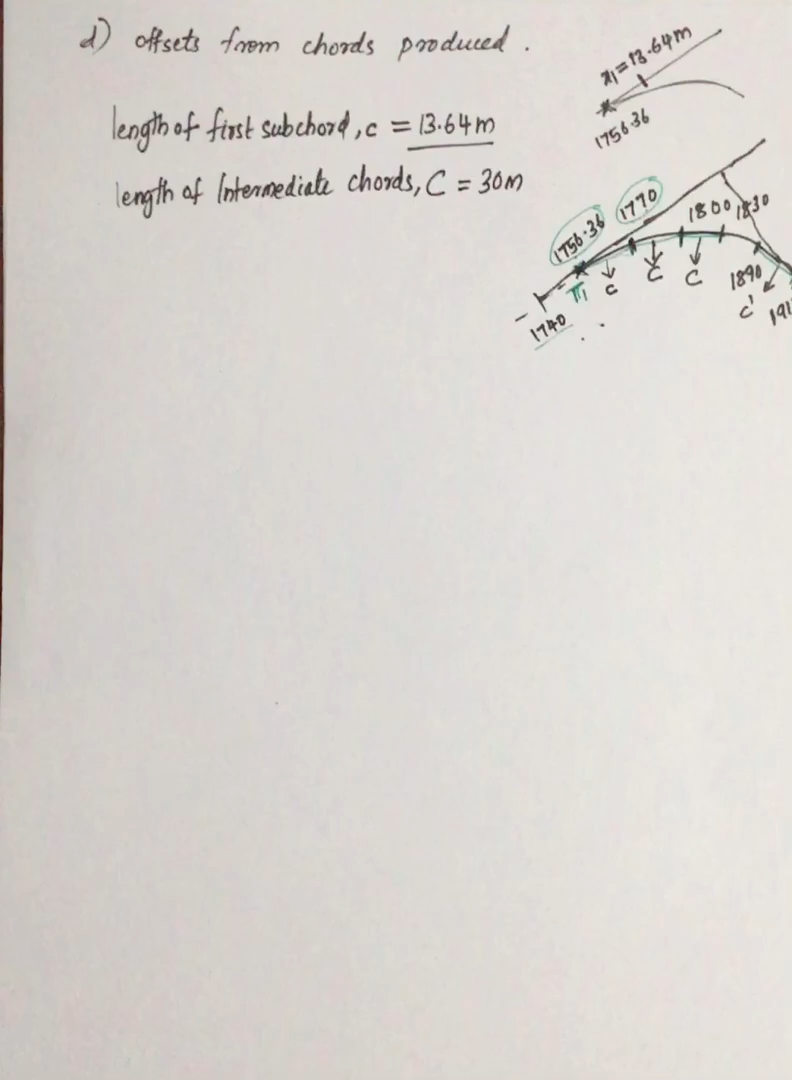 d) offsets from chords produced.
x₁=13.64m
1756.36
length of first subchord, c = 13.64m
length of Intermediate chords, C = 30m
1756.36
1770
1800
1830
T₁
c
C
C
1890
c'
1740